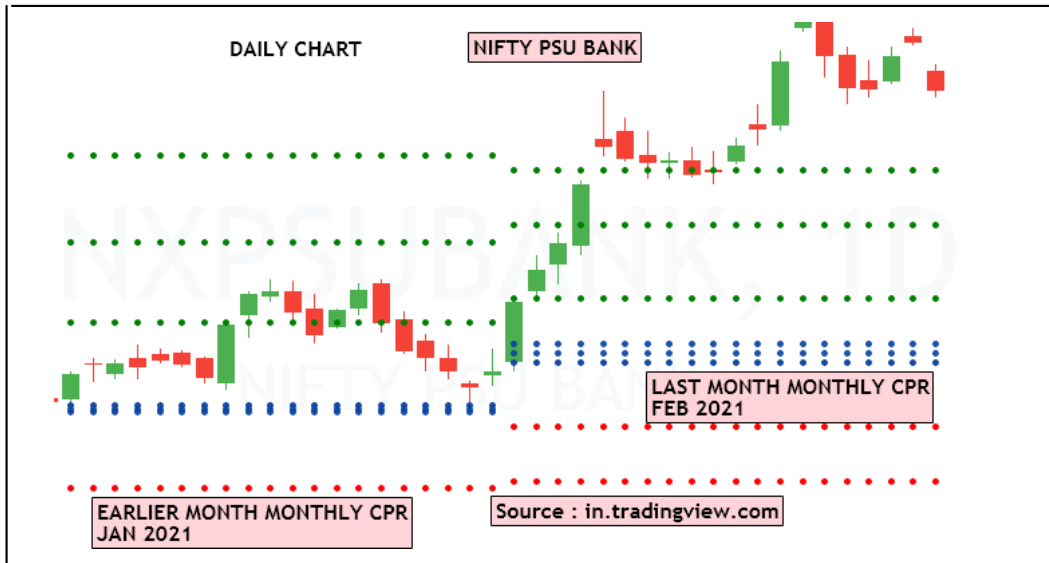 DAILY CHART
NIFTY PSU BANK
NXPSUBANK, 1D
NIFTY PSU BANK
LAST MONTH MONTHLY CPR
FEB 2021
EARLIER MONTH MONTHLY CPR
JAN 2021
Source : in.tradingview.com